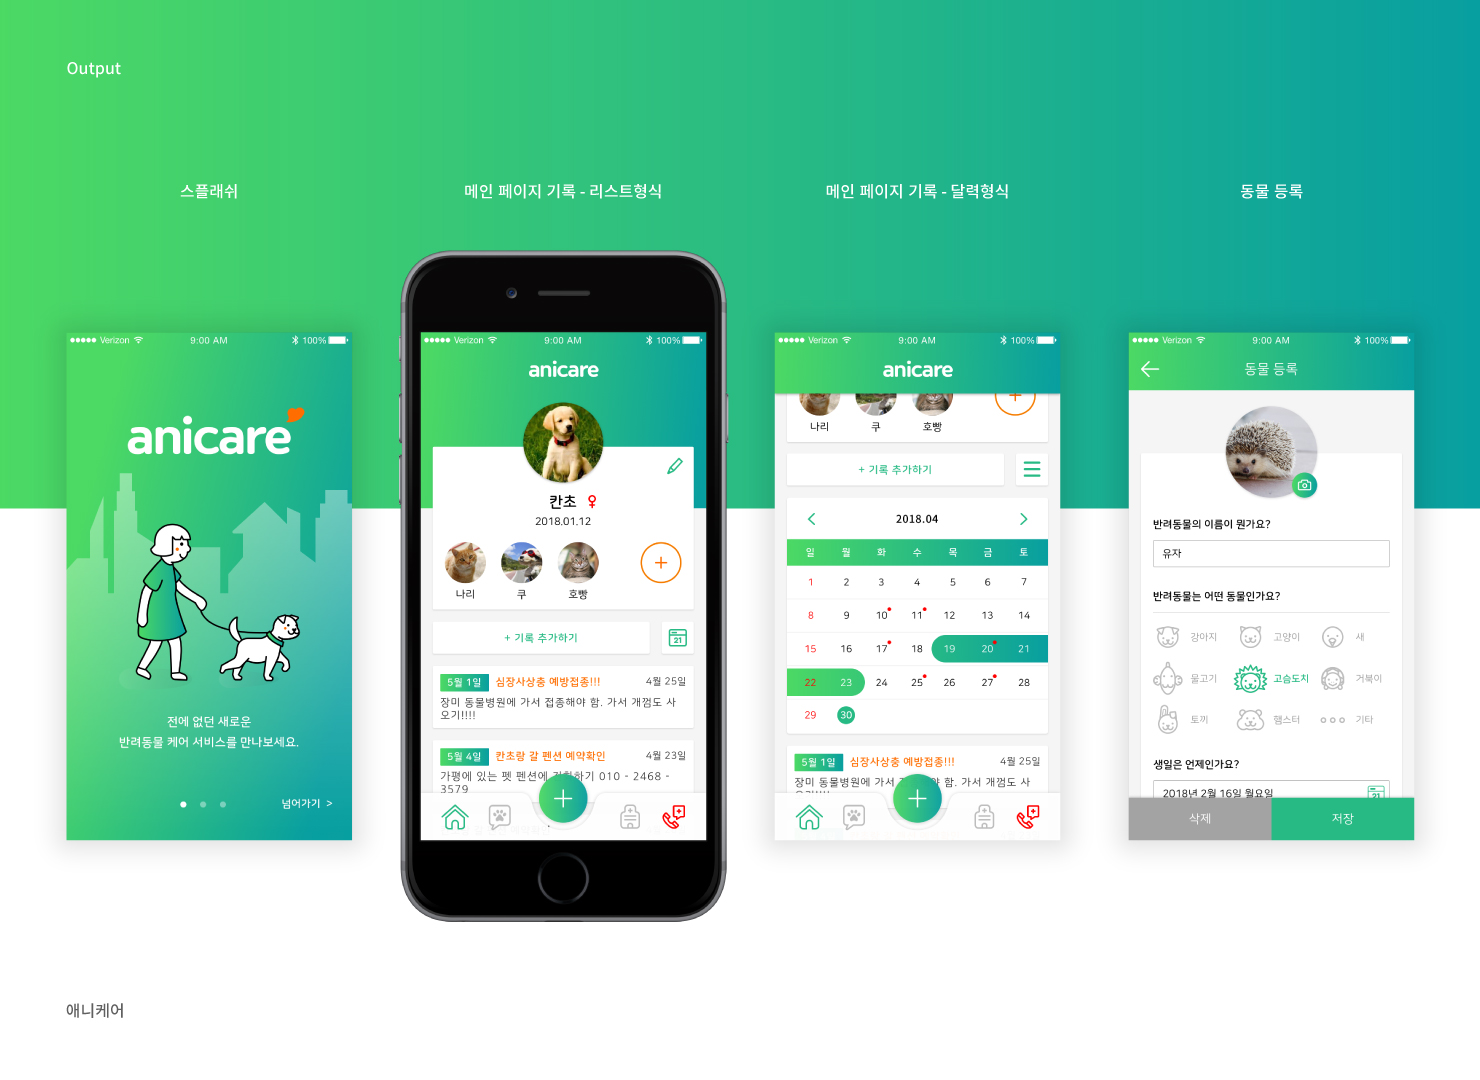 Output
스플래쉬
메인 페이지 기록 - 리스트형식
메인 페이지 기록 - 달력형식
동물 등록
Verizon 9:00 AM 100%
anicare
전에 없던 새로운
반려동물 케어 서비스를 만나보세요.
넘어가기 >
Verizon 9:00 AM 100%
anicare
칸초
2018.01.12
나리 쿠 호빵
+ 기록 추가하기
21
5월 1일 심장사상충 예방접종!!! 4월 25일
장미 동물병원에 가서 접종해야 함. 가서 개껌도 사
오기!!!!
5월 4일 칸초랑 갈 펜션 예약확인 4월 23일
가평에 있는 펫 펜션에 010 - 2468 -
3579
Verizon 9:00 AM 100%
anicare
나리 쿠 호빵
+ 기록 추가하기
2018.04
일 월 화 수 목 금 토
1 2 3 4 5 6 7
8 9 10 11 12 13 14
15 16 17 18 19 20 21
22 23 24 25 26 27 28
29 30
5월 1일 심장사상충 예방접종!!! 4월 25일
장미 동물병원에 가서 함. 가서 개껌도 사
Verizon 9:00 AM 100%
동물 등록
반려동물의 이름이 뭔가요?
유자
반려동물는 어떤 동물인가요?
강아지 고양이 새
물고기 고슴도치 거북이
토끼 햄스터 기타
생일은 언제인가요?
2018년 2월 16일 월요일
21
삭제 저장
애니케어